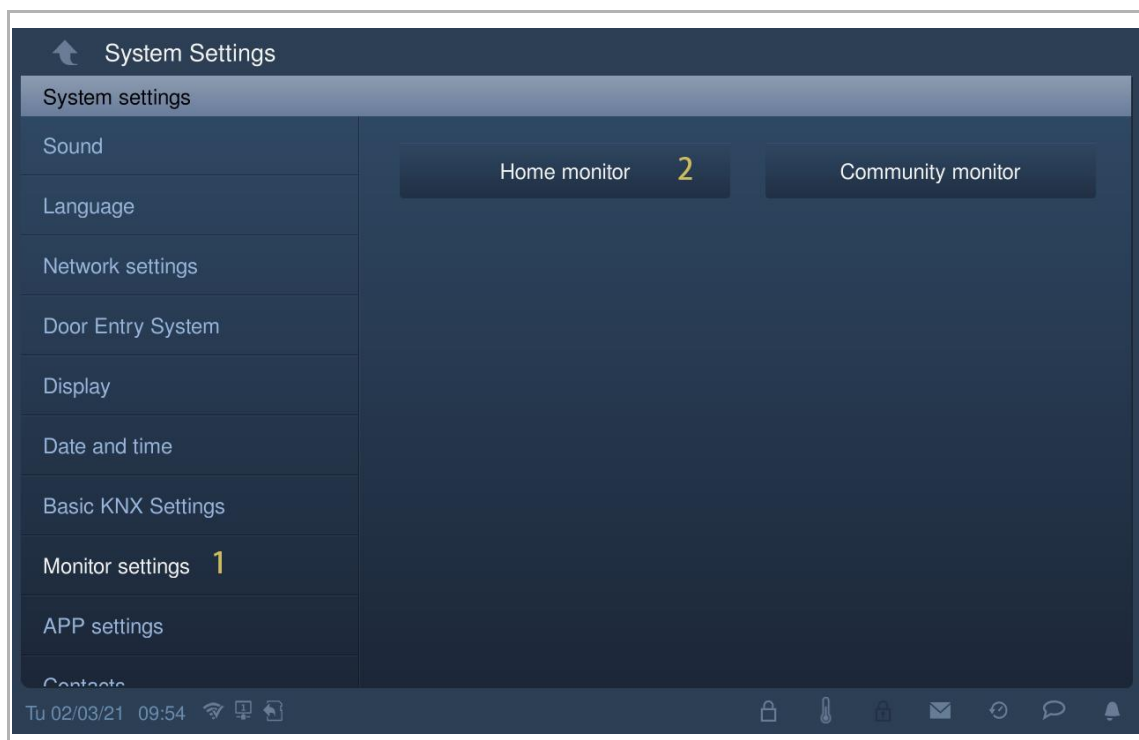 System Settings
System settings
Sound
Language
Network settings
Door Entry System
Display
Date and time
Basic KNX Settings
Monitor settings 1
APP settings
Contacts
Home monitor 2
Community monitor
Tu 02/03/21 09:54